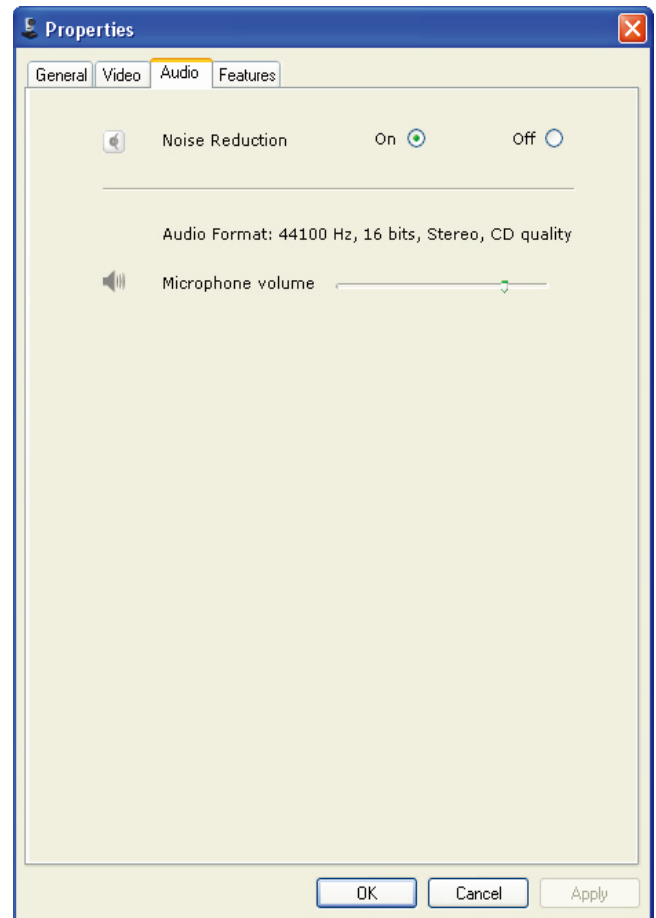 Properties
General Video Audio Features
Noise Reduction On Off
Audio Format: 44100 Hz, 16 bits, Stereo, CD quality
Microphone volume
OK Cancel Apply